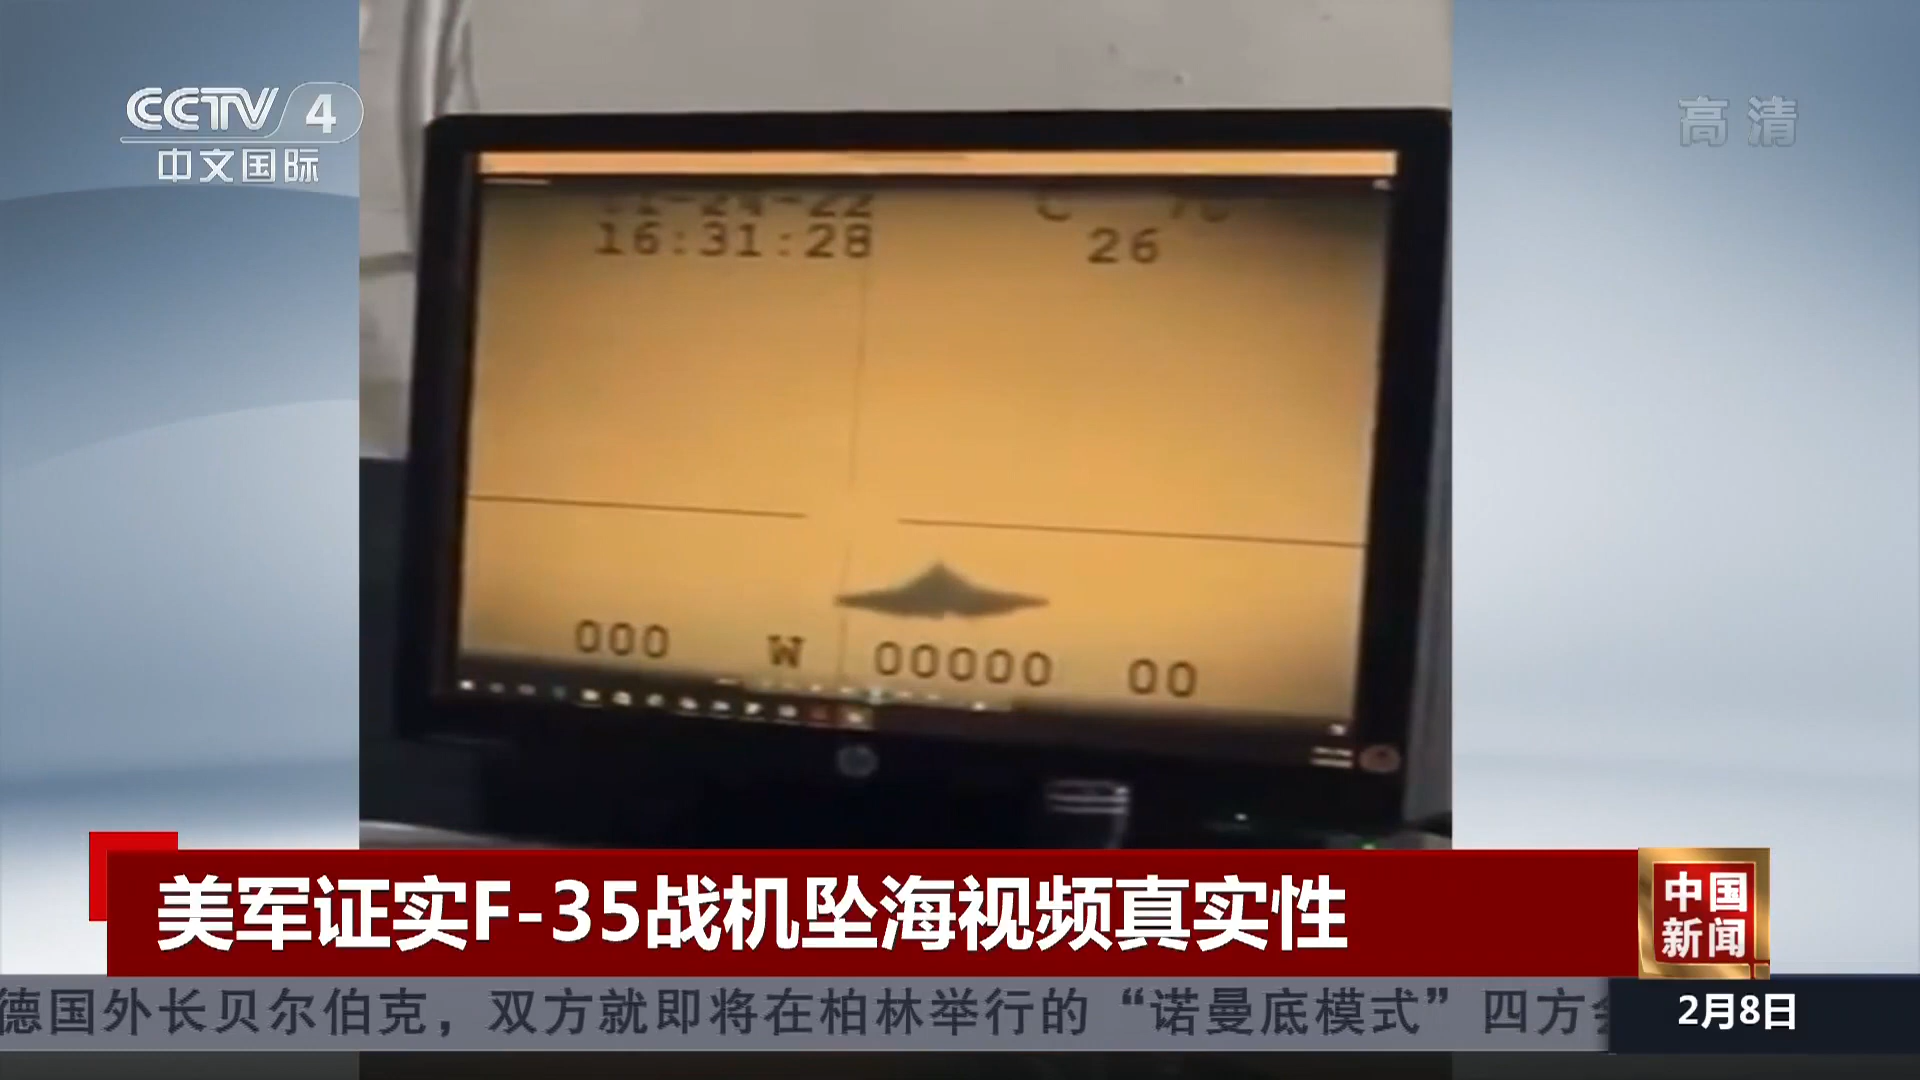 CCTV 4
中文国际
高清
16:31:28
26
000 W 00000 00
美军证实F-35战机坠海视频真实性
中国新闻
德国外长贝尔伯克，双方就即将在柏林举行的“诺曼底模式”四方
2月8日